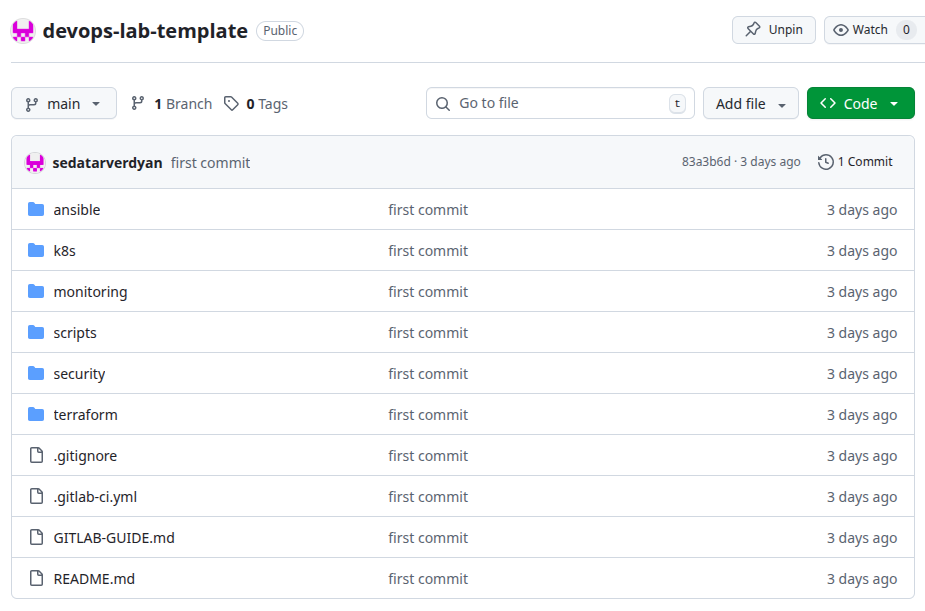 devops-lab-template Public Unpin Watch 0
main 1 Branch 0 Tags Go to file t Add file Code
sedatarverdyan first commit 83a3b6d · 3 days ago 1 Commit
ansible first commit 3 days ago
k8s first commit 3 days ago
monitoring first commit 3 days ago
scripts first commit 3 days ago
security first commit 3 days ago
terraform first commit 3 days ago
.gitignore first commit 3 days ago
.gitlab-ci.yml first commit 3 days ago
GITLAB-GUIDE.md first commit 3 days ago
README.md first commit 3 days ago